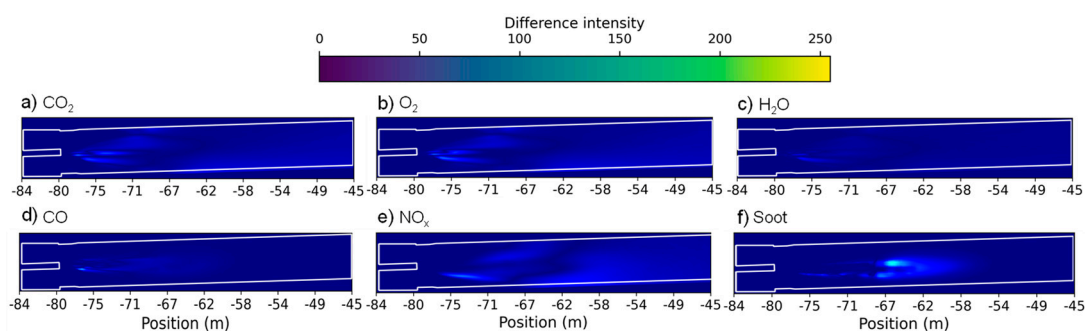 Difference intensity
0 50 100 150 200 250
a) CO₂ b) O₂ c) H₂O
-84 -80 -75 -71 -67 -62 -58 -54 -49 -45 -84 -80 -75 -71 -67 -62 -58 -54 -49 -45 -84 -80 -75 -71 -67 -62 -58 -54 -49 -45
d) CO e) NOₓ f) Soot
-84 -80 -75 -71 -67 -62 -58 -54 -49 -45 -84 -80 -75 -71 -67 -62 -58 -54 -49 -45 -84 -80 -75 -71 -67 -62 -58 -54 -49 -45
Position (m) Position (m) Position (m)